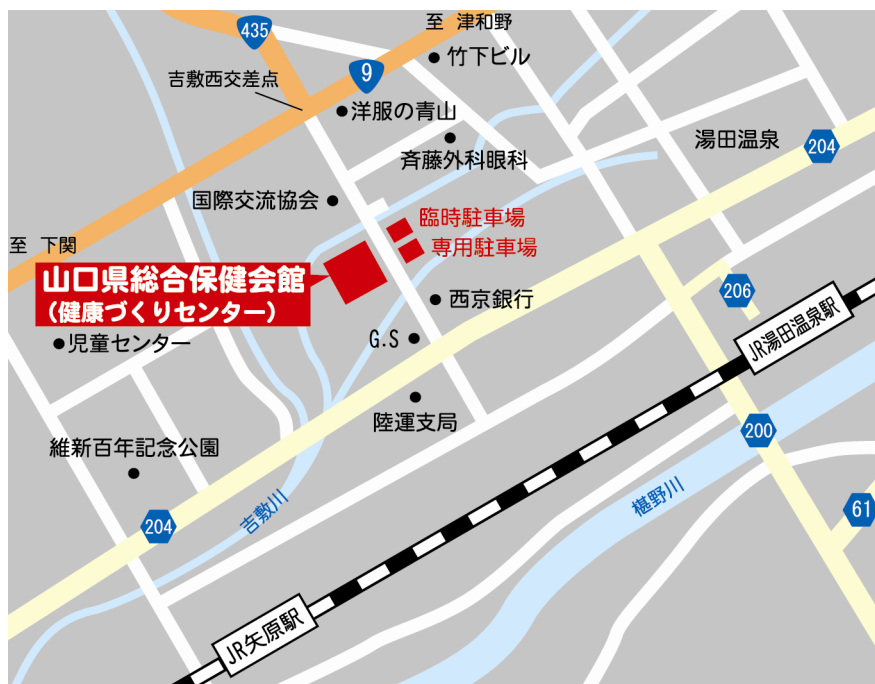 至 津和野
435
竹下ビル
9
吉敷西交差点
洋服の青山
斉藤外科眼科
湯田温泉
204
国際交流協会
臨時駐車場
専用駐車場
至 下関
山口県総合保健会館
(健康づくりセンター)
西京銀行
206
G.S
児童センター
JR湯田温泉駅
陸運支局
維新百年記念公園
200
204
吉敷川
椹野川
61
JR矢原駅